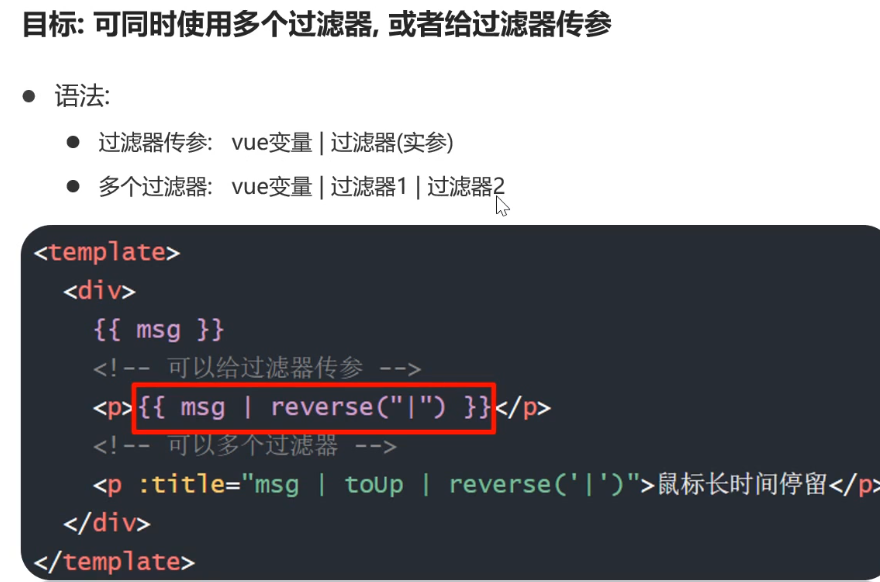 目标: 可同时使用多个过滤器, 或者给过滤器传参
语法:
过滤器传参: vue变量 | 过滤器(实参)
多个过滤器: vue变量 | 过滤器1 | 过滤器2
<template>
<div>
{{ msg }}
<!-- 可以给过滤器传参 -->
<p>{{ msg | reverse("|") }}</p>
<!-- 可以多个过滤器 -->
<p :title="msg | toUp | reverse('|')">鼠标长时间停留</p>
</div>
</template>